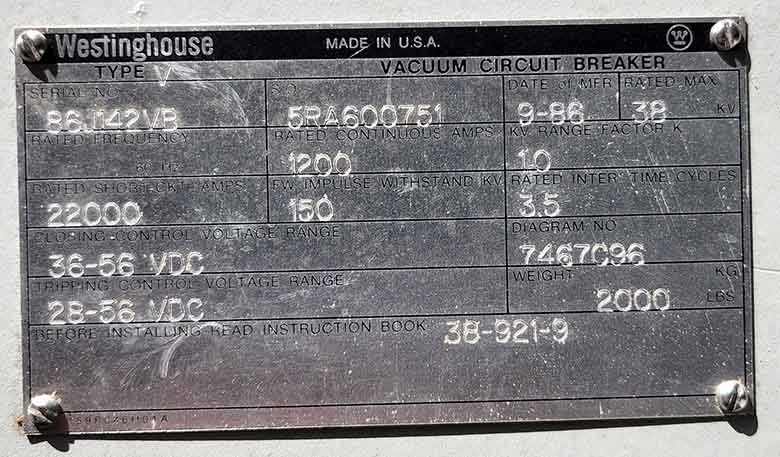 Westinghouse MADE IN U.S.A.
TYPE V VACUUM CIRCUIT BREAKER
SERIAL NO. S.O. DATE of MFR RATED MAX
86J142VB 5RA600751 9-86 38 KV
RATED FREQUENCY RATED CONTINUOUS AMPS KV RANGE FACTOR K
60 Hz 1200 1.0
RATED SHORT CKT AMPS FW IMPULSE WITHSTAND KV RATED INTER TIME CYCLES
22000 150 3.5
CLOSING CONTROL VOLTAGE RANGE DIAGRAM NO
36-56 VDC 7467C96
TRIPPING CONTROL VOLTAGE RANGE WEIGHT KG
28-56 VDC 2000 LBS
BEFORE INSTALLING READ INSTRUCTION BOOK 38-921-9